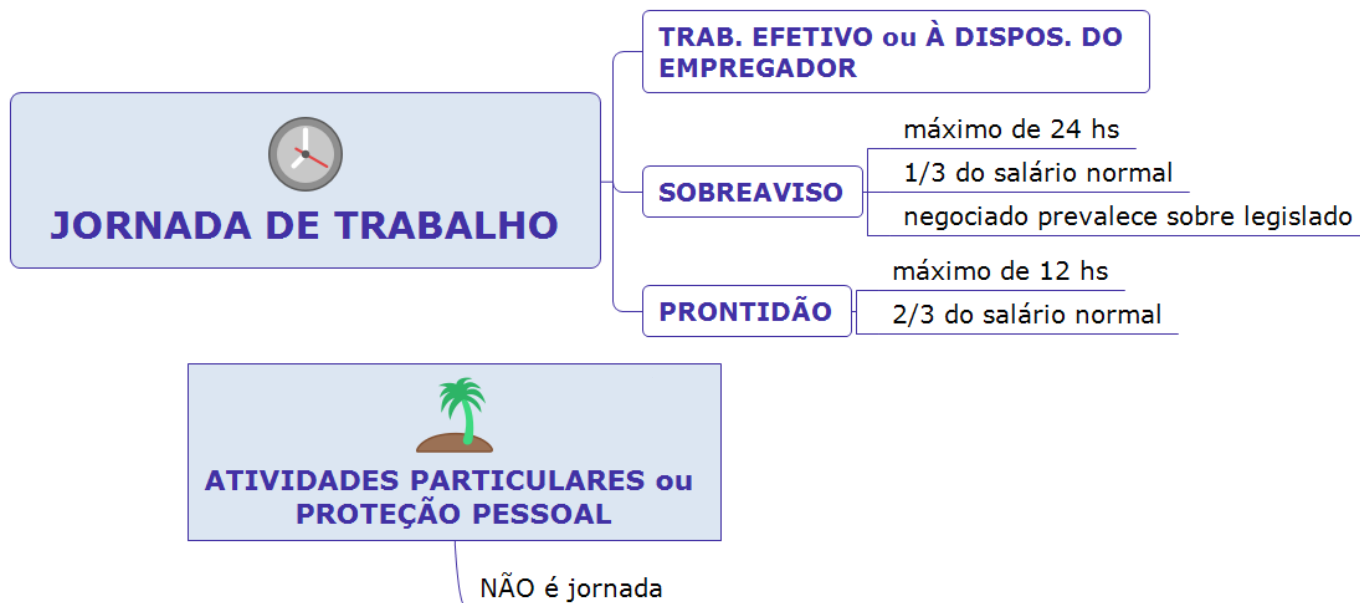 TRAB. EFETIVO ou À DISPOS. DO
EMPREGADOR
JORNADA DE TRABALHO
SOBREAVISO
máximo de 24 hs
1/3 do salário normal
negociado prevalece sobre legislado
PRONTIDÃO
máximo de 12 hs
2/3 do salário normal
ATIVIDADES PARTICULARES ou
PROTEÇÃO PESSOAL
NÃO é jornada